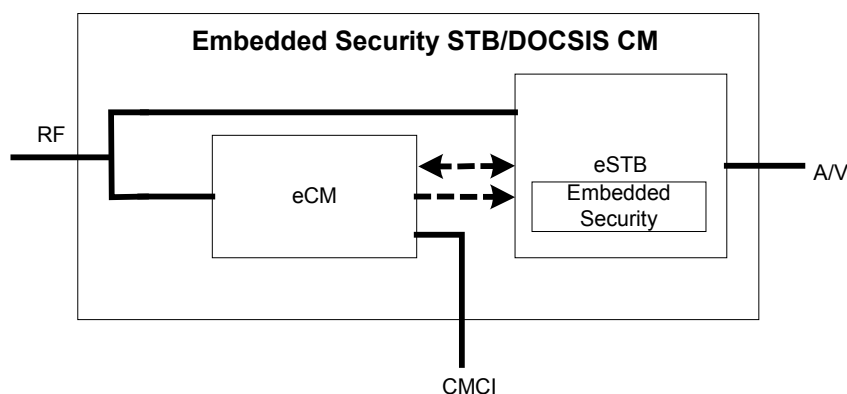 Embedded Security STB/DOCSIS CM
RF
eCM
eSTB
Embedded
Security
A/V
CMCI